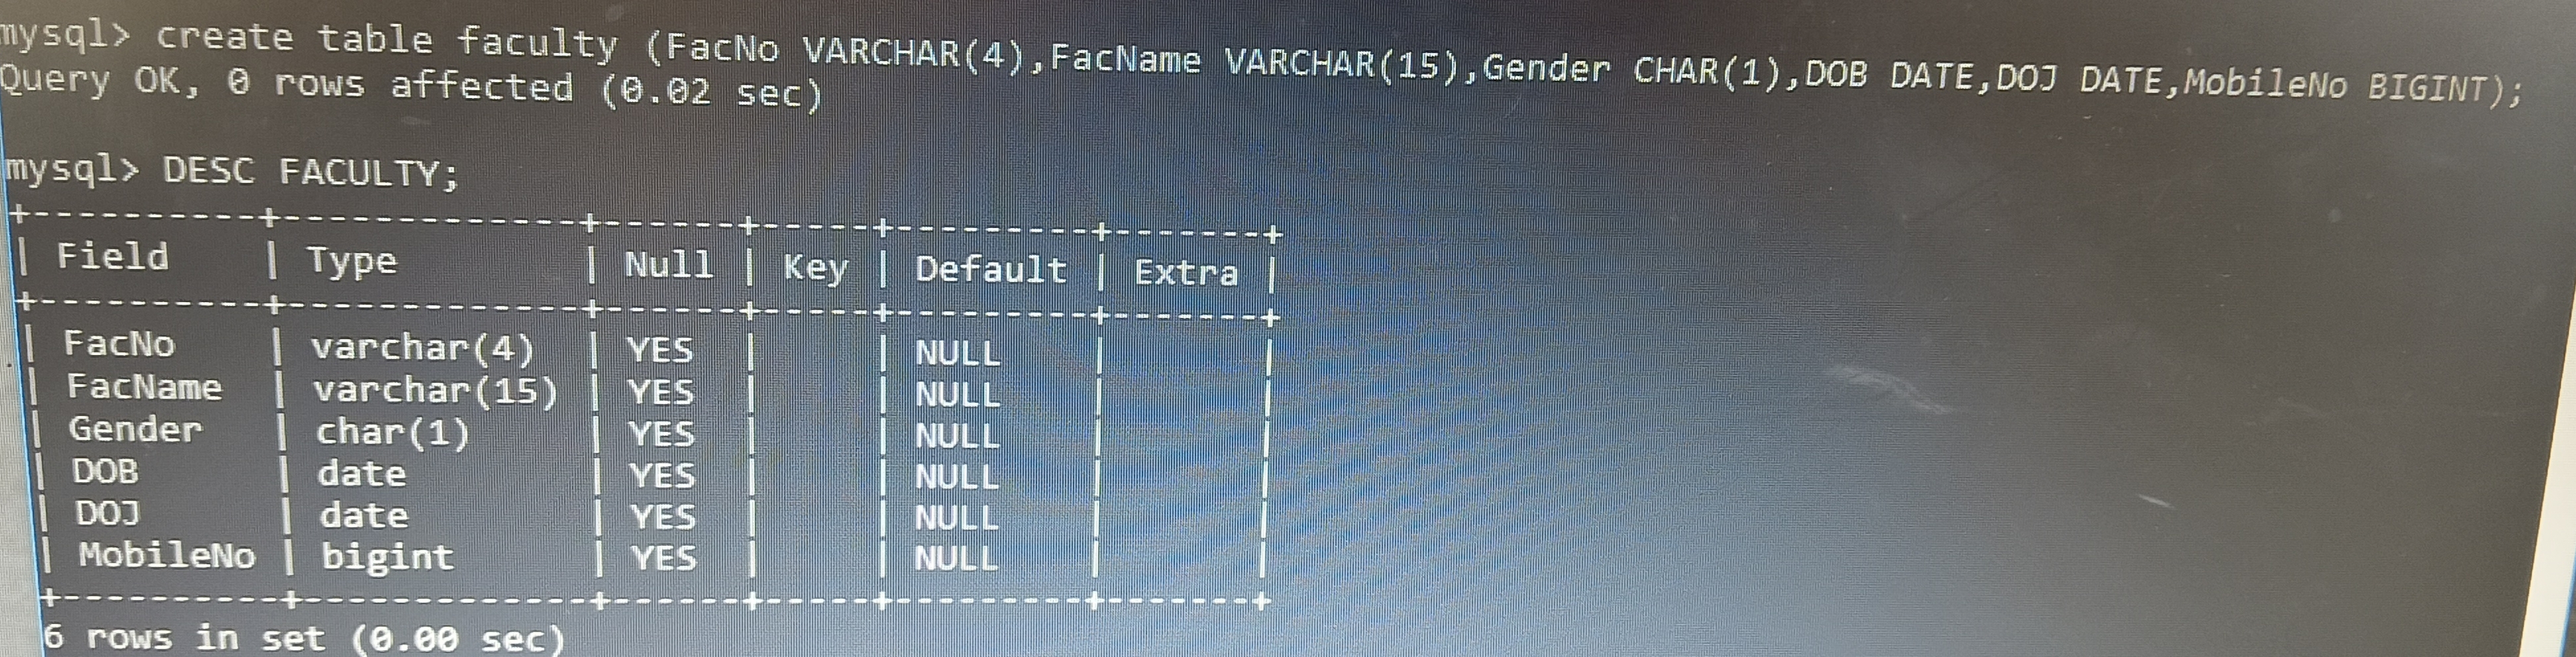 mysql> create table faculty (FacNo VARCHAR(4),FacName VARCHAR(15),Gender CHAR(1),DOB DATE,DOJ DATE,MobileNo BIGINT);
Query OK, 0 rows affected (0.02 sec)
mysql> DESC FACULTY;
+----------+-------------+------+-----+---------+-------+
| Field    | Type        | Null | Key | Default | Extra |
+----------+-------------+------+-----+---------+-------+
| FacNo    | varchar(4)  | YES  |     | NULL    |       |
| FacName  | varchar(15) | YES  |     | NULL    |       |
| Gender   | char(1)     | YES  |     | NULL    |       |
| DOB      | date        | YES  |     | NULL    |       |
| DOJ      | date        | YES  |     | NULL    |       |
| MobileNo | bigint      | YES  |     | NULL    |       |
+----------+-------------+------+-----+---------+-------+
6 rows in set (0.00 sec)